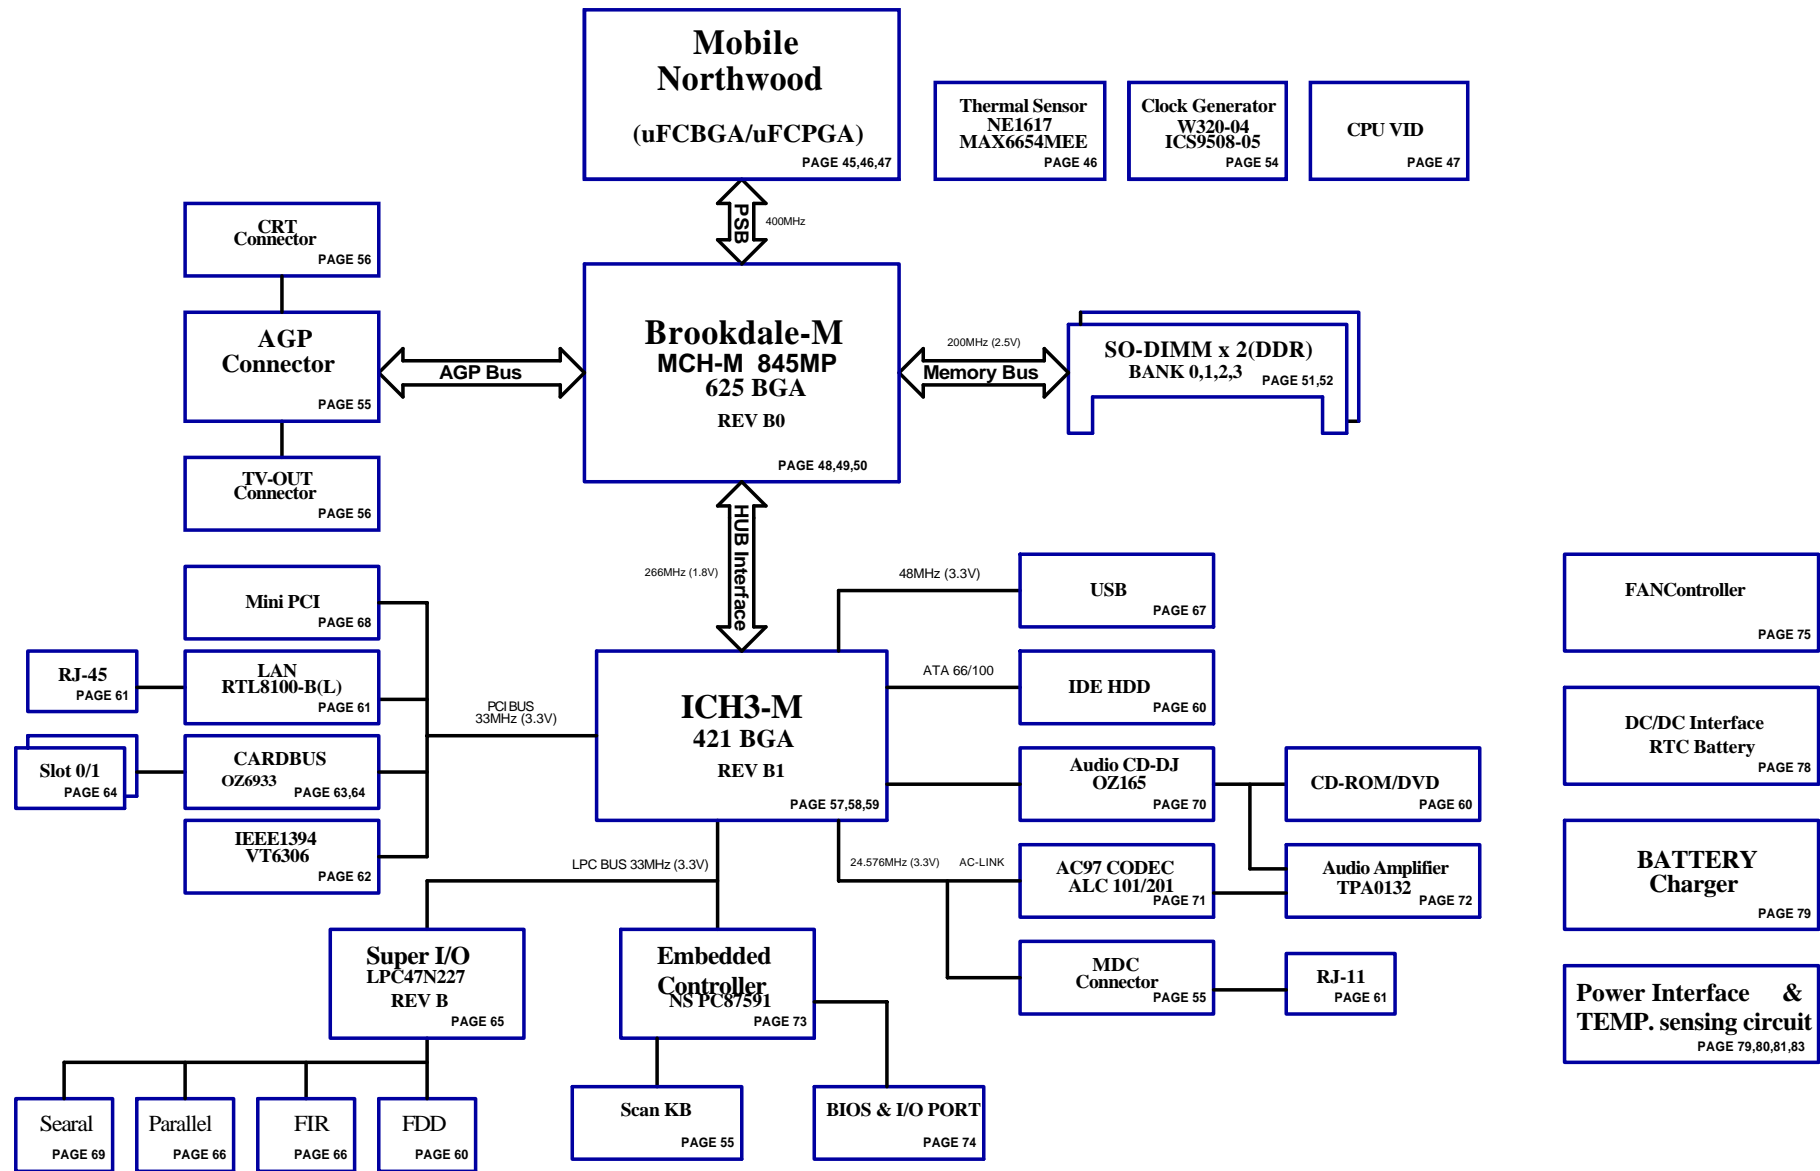 Mobile
Northwood
(uFCBGA/uFCPGA)
PAGE 45,46,47
Thermal Sensor
NE1617
MAX6654MEE
PAGE 46
Clock Generator
W320-04
ICS9508-05
PAGE 54
CPU VID
PAGE 47
PSB
400MHz
CRT
Connector
PAGE 56
AGP
Connector
PAGE 55
AGP Bus
Brookdale-M
MCH-M 845MP
625 BGA
REV B0
PAGE 48,49,50
200MHz (2.5V)
Memory Bus
SO-DIMM x 2(DDR)
BANK 0,1,2,3
PAGE 51,52
TV-OUT
Connector
PAGE 56
HUB Interface
266MHz (1.8V)
Mini PCI
PAGE 68
RJ-45
PAGE 61
LAN
RTL8100-B(L)
PAGE 61
Slot 0/1
PAGE 64
CARDBUS
OZ6933
PAGE 63,64
IEEE1394
VT6306
PAGE 62
PCI BUS
33MHz (3.3V)
ICH3-M
421 BGA
REV B1
PAGE 57,58,59
48MHz (3.3V)
USB
PAGE 67
ATA 66/100
IDE HDD
PAGE 60
Audio CD-DJ
OZ165
PAGE 70
CD-ROM/DVD
PAGE 60
LPC BUS 33MHz (3.3V)
24.576MHz (3.3V)
AC-LINK
AC97 CODEC
ALC 101/201
PAGE 71
Audio Amplifier
TPA0132
PAGE 72
MDC
Connector
PAGE 55
RJ-11
PAGE 61
Super I/O
LPC47N227
REV B
PAGE 65
Embedded
Controller
NS PC87591
PAGE 73
Searal
PAGE 69
Parallel
PAGE 66
FIR
PAGE 66
FDD
PAGE 60
Scan KB
PAGE 55
BIOS & I/O PORT
PAGE 74
FANController
PAGE 75
DC/DC Interface
RTC Battery
PAGE 78
BATTERY
Charger
PAGE 79
Power Interface &
TEMP. sensing circuit
PAGE 79,80,81,83